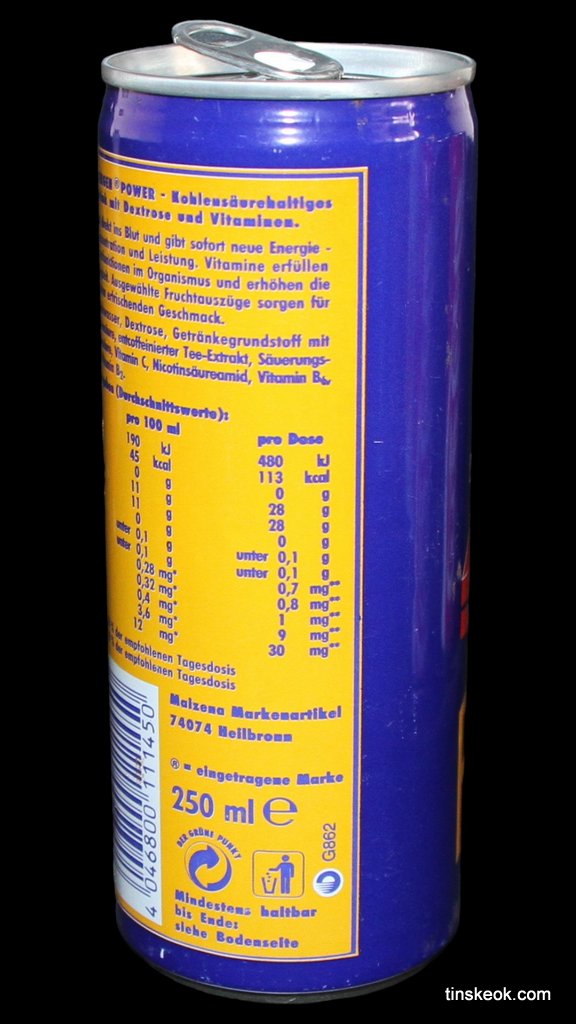 POWER - Kohlensäurehaltiges
mit Dextrose und Vitaminen.
ins Blut und gibt sofort neue Energie -
und Leistung. Vitamine erfüllen
im Organismus und erhöhen die
Ausgewählte Fruchtauszüge sorgen für
erfrischenden Geschmack.
Dextrose, Getränkegrundstoff mit
entcoffeinierter Tee-Extrakt, Säuerungs-
Vitamin C, Nicotinsäureamid, Vitamin B6,
B2.
(Durchschnittswerte):
pro 100 ml pro Dose
190 kJ 480 kJ
45 kcal 113 kcal
0 g 0 g
11 g 28 g
11 g 28 g
0 g 0 g
unter 0,1 g unter 0,1 g
unter 0,1 g unter 0,1 g
0,28 mg* 0,7 mg**
0,32 mg* 0,8 mg**
0,4 mg* 1 mg**
3,6 mg* 9 mg**
12 mg* 30 mg**
der empfohlenen Tagesdosis
der empfohlenen Tagesdosis
Maizena Markenartikel
74074 Heilbronn
® = eingetragene Marke
250 ml e
DER GRÜNE PUNKT
G862
Mindestens haltbar
bis Ende:
siehe Bodenseite
4 046800 111450
tinskeok.com